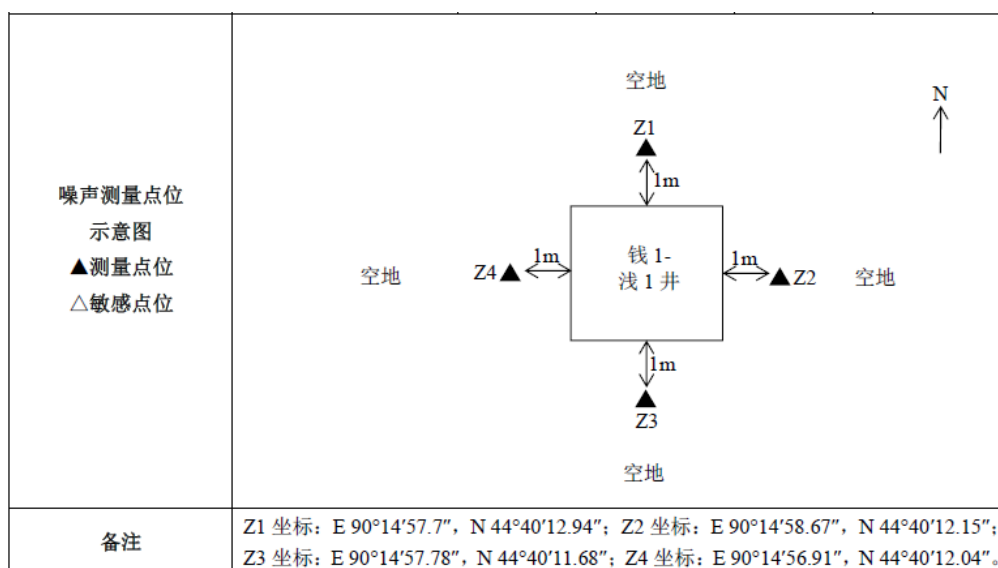 噪声测量点位
示意图
▲测量点位
△敏感点位
空地
N
Z1
1m
钱 1-
浅 1 井
1m
Z4
空地
1m
Z2
空地
1m
Z3
空地
备注
Z1 坐标：E 90°14′57.7″，N 44°40′12.94″；Z2 坐标：E 90°14′58.67″，N 44°40′12.15″；
Z3 坐标：E 90°14′57.78″，N 44°40′11.68″；Z4 坐标：E 90°14′56.91″，N 44°40′12.04″。